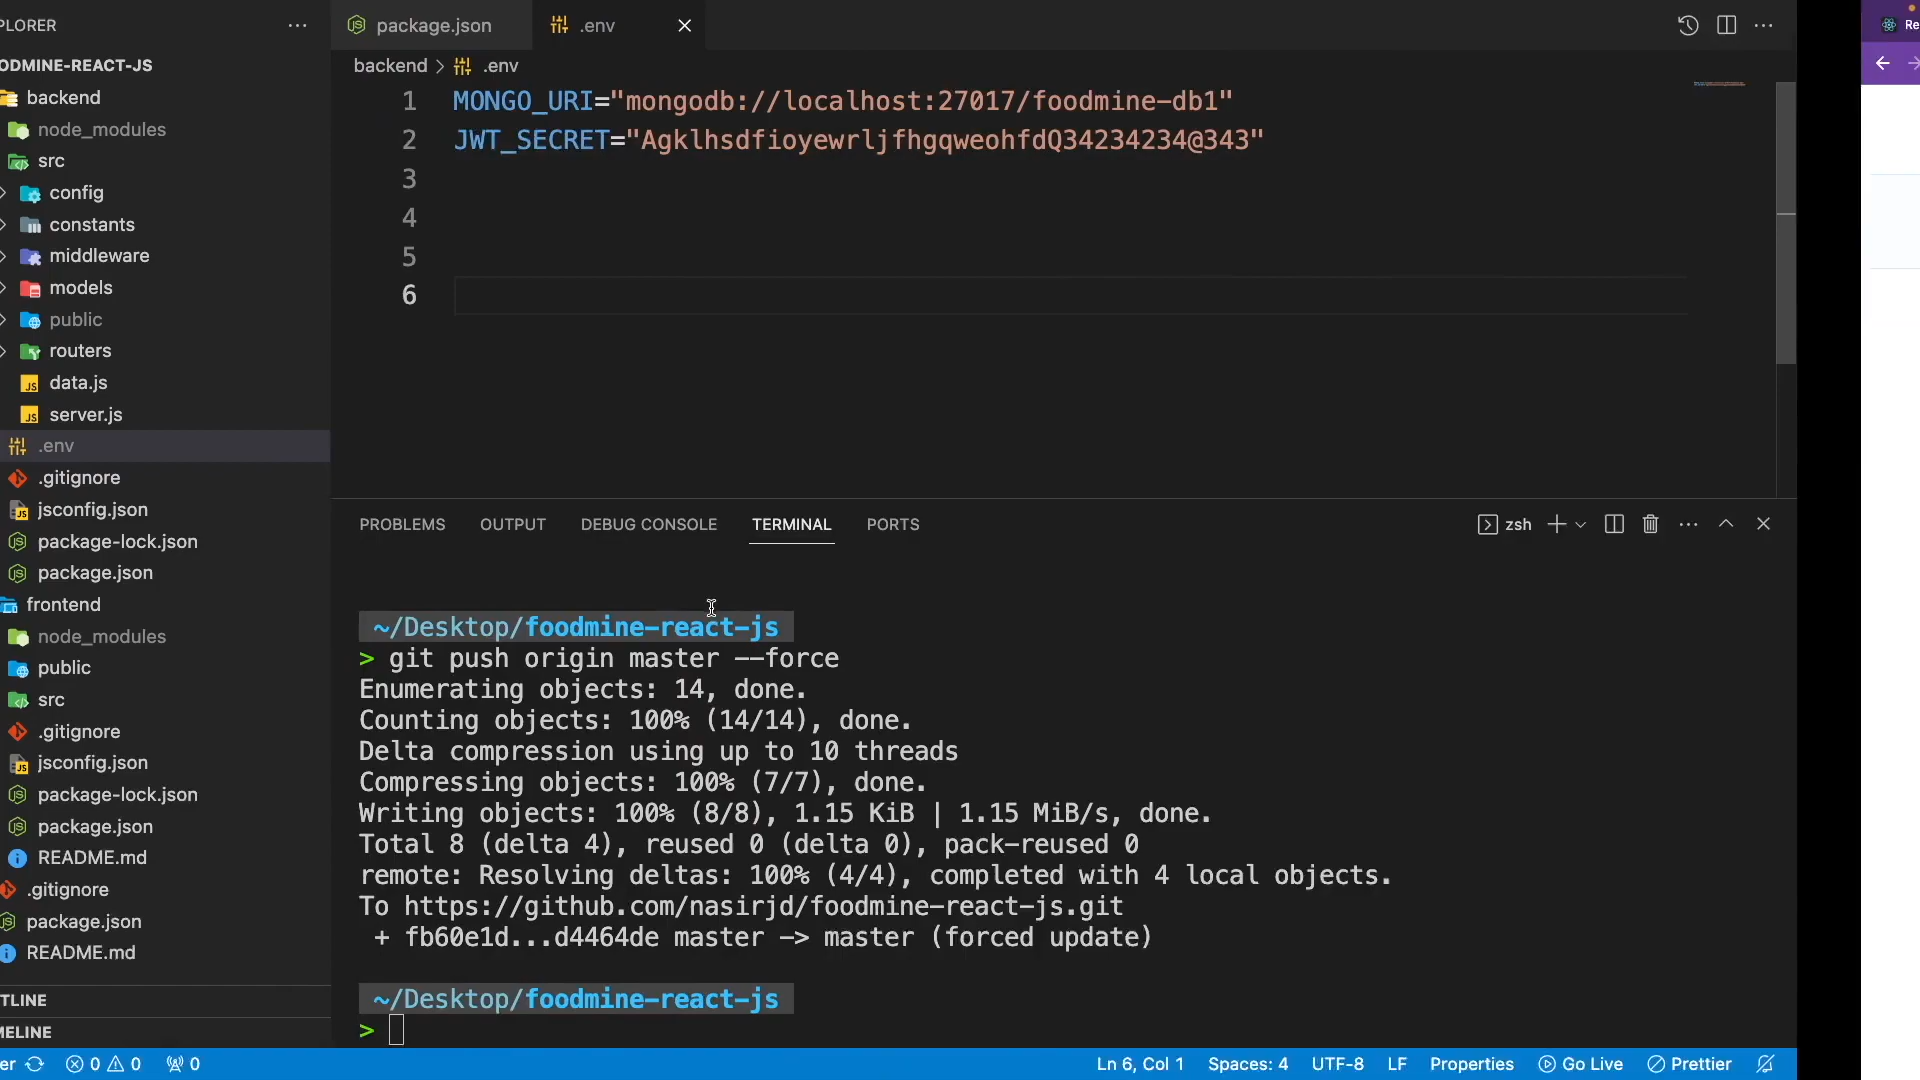 PLORER
ODMINE-REACT-JS
backend
node_modules
src
config
constants
middleware
models
public
routers
data.js
server.js
.env
.gitignore
jsconfig.json
package-lock.json
package.json
frontend
node_modules
public
src
.gitignore
jsconfig.json
package-lock.json
package.json
README.md
.gitignore
package.json
README.md
TLINE
MELINE
package.json
.env
backend > .env
1 MONGO_URI="mongodb://localhost:27017/foodmine-db1"
2 JWT_SECRET="AgklhsdfioyewrljfhgqweohfdQ34234234@343"
3
4
5
6
PROBLEMS OUTPUT DEBUG CONSOLE TERMINAL PORTS
zsh
~/Desktop/foodmine-react-js
> git push origin master --force
Enumerating objects: 14, done.
Counting objects: 100% (14/14), done.
Delta compression using up to 10 threads
Compressing objects: 100% (7/7), done.
Writing objects: 100% (8/8), 1.15 KiB | 1.15 MiB/s, done.
Total 8 (delta 4), reused 0 (delta 0), pack-reused 0
remote: Resolving deltas: 100% (4/4), completed with 4 local objects.
To https://github.com/nasirjd/foodmine-react-js.git
+ fb60e1d...d4464de master -> master (forced update)
~/Desktop/foodmine-react-js
>
er 0 0 0 Ln 6, Col 1 Spaces: 4 UTF-8 LF Properties Go Live Prettier
Re